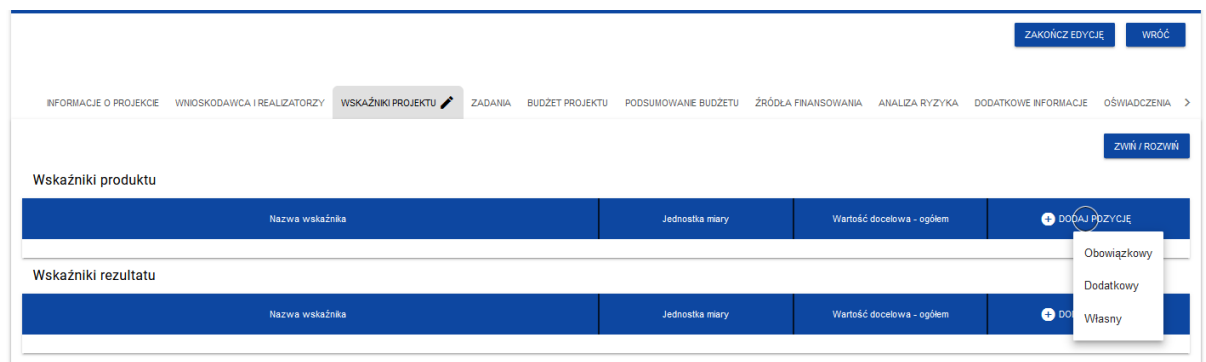 ZAKOŃCZ EDYCJĘ WRÓĆ
INFORMACJE O PROJEKCIE WNIOSKODAWCA I REALIZATORZY WSKAŹNIKI PROJEKTU ZADANIA BUDŻET PROJEKTU PODSUMOWANIE BUDŻETU ŹRÓDŁA FINANSOWANIA ANALIZA RYZYKA DODATKOWE INFORMACJE OŚWIADCZENIA
ZWIŃ / ROZWIŃ
Wskaźniki produktu
Nazwa wskaźnika Jednostka miary Wartość docelowa - ogółem DODAJ POZYCJĘ
Obowiązkowy
Wskaźniki rezultatu
Dodatkowy
Nazwa wskaźnika Jednostka miary Wartość docelowa - ogółem
Własny